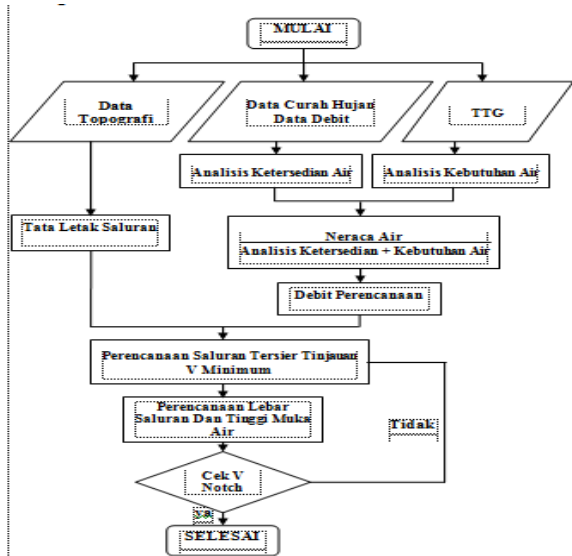 MULAI
Data
Topografi
Data Curah Hujan
Data Debit
TTG
Analisis Ketersedian Air
Analisis Kebutuhan Air
Tata Letak Saluran
Neraca Air
Analisis Ketersedian + Kebutuhan Air
Debit Perencanaan
Perencanaan Saluran Tersier Tinjauan
V Minimum
Perencanaan Lebar
Saluran Dan Tinggi Muka
Air
Tidak
Cek V
Notch
ya
SELESAI